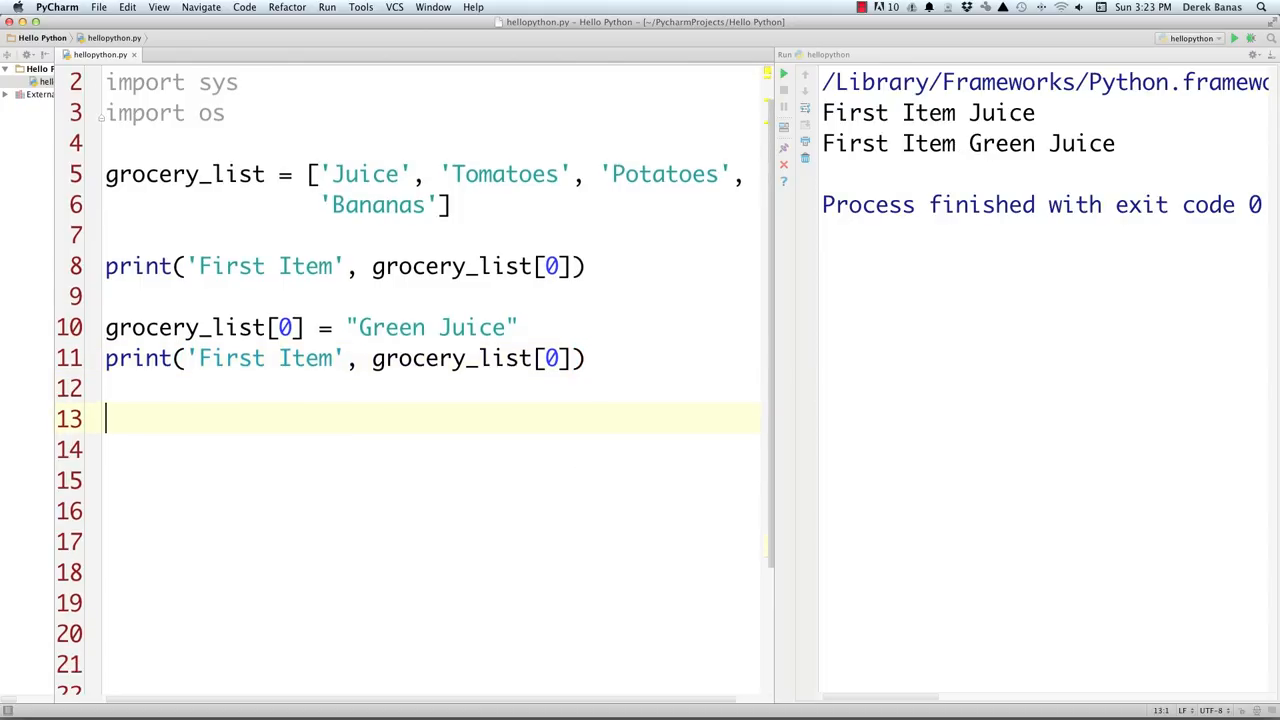 PyCharm File Edit View Navigate Code Refactor Run Tools VCS Window Help 10 Sun 3:23 PM Derek Banas
hellopython.py - Hello Python - [~/PycharmProjects/Hello Python]
Hello Python hellopython.py hellopython
hellopython.py Run hellopython
Hello P
hell
Extern
2 import sys
3 import os
4
5 grocery_list = ['Juice', 'Tomatoes', 'Potatoes',
6 'Bananas']
7
8 print('First Item', grocery_list[0])
9
10 grocery_list[0] = "Green Juice"
11 print('First Item', grocery_list[0])
12
13
14
15
16
17
18
19
20
21
22
/Library/Frameworks/Python.framewo
First Item Juice
First Item Green Juice
Process finished with exit code 0
13:1 LF UTF-8